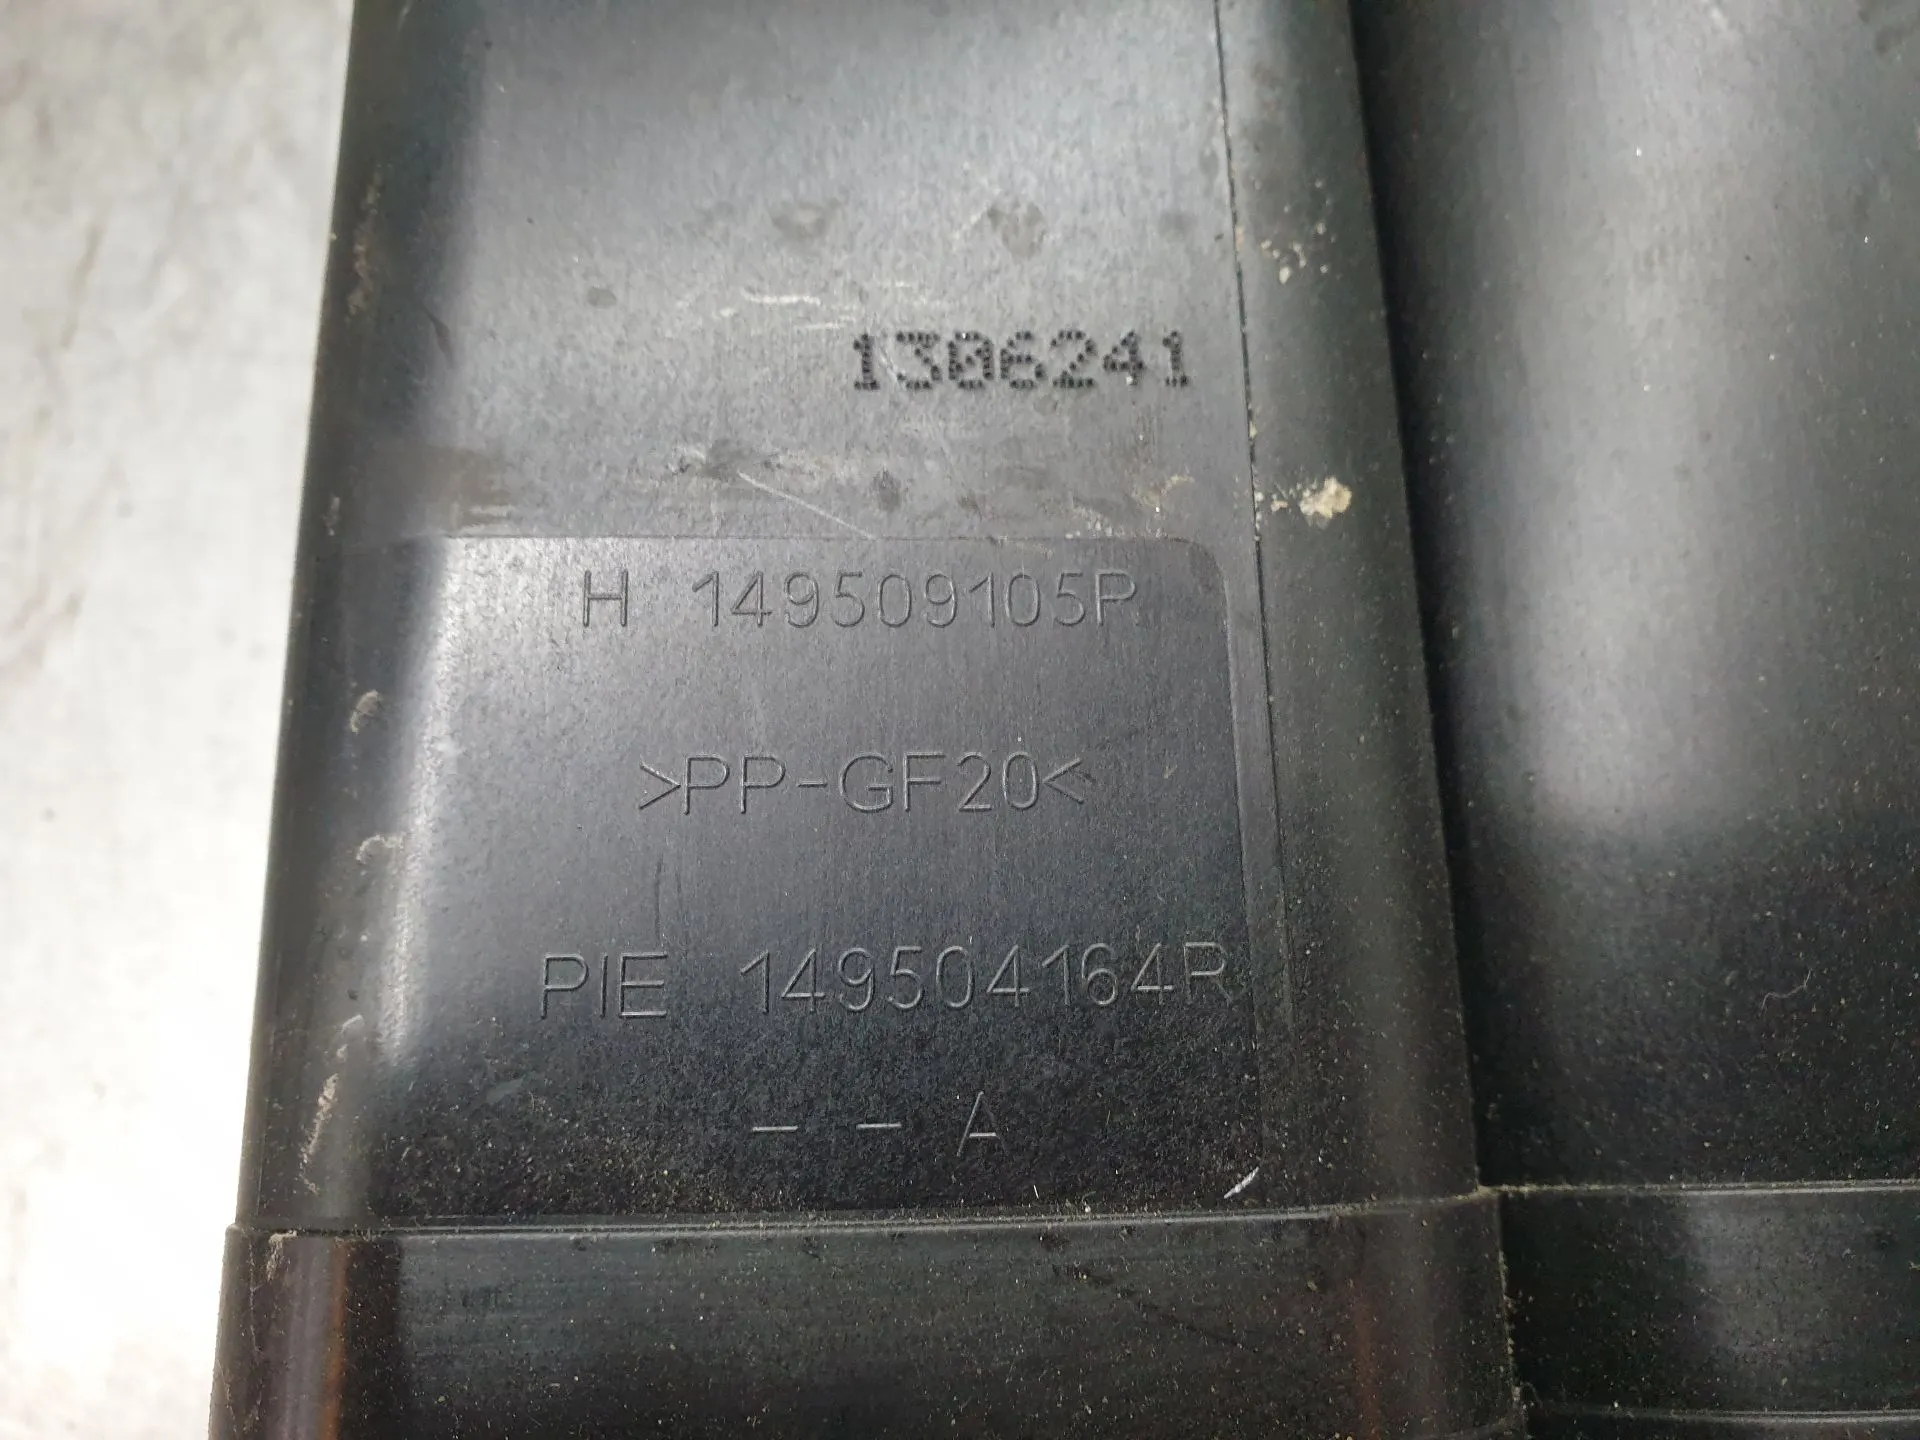 1306241
H 149509105R
>PP-GF20<
PIE 149504164R
- - A